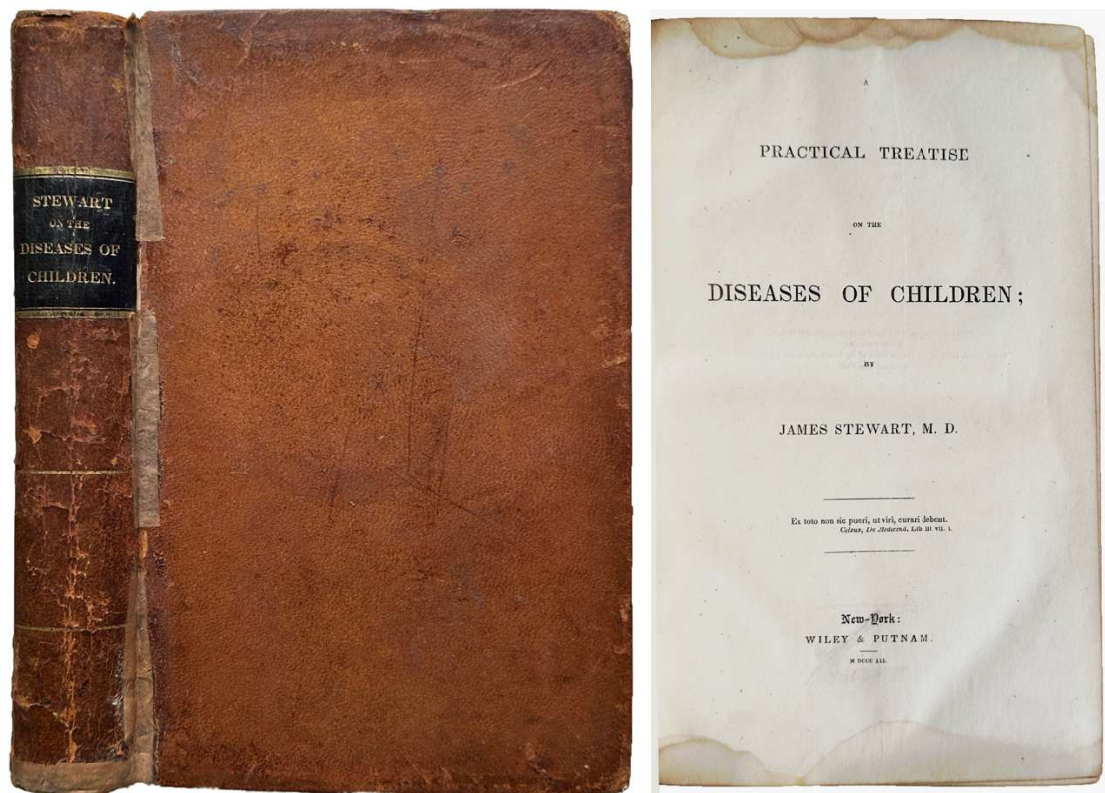 STEWART
ON THE
DISEASES OF
CHILDREN.
A
PRACTICAL TREATISE
ON THE
DISEASES OF CHILDREN;
BY
JAMES STEWART, M. D.
Ex toto non sic pueri, ut viri, curari debent.
Celsus, De Medicinâ, Lib iii vii. 1.
New-York:
WILEY & PUTNAM.
M DCCC XLI.